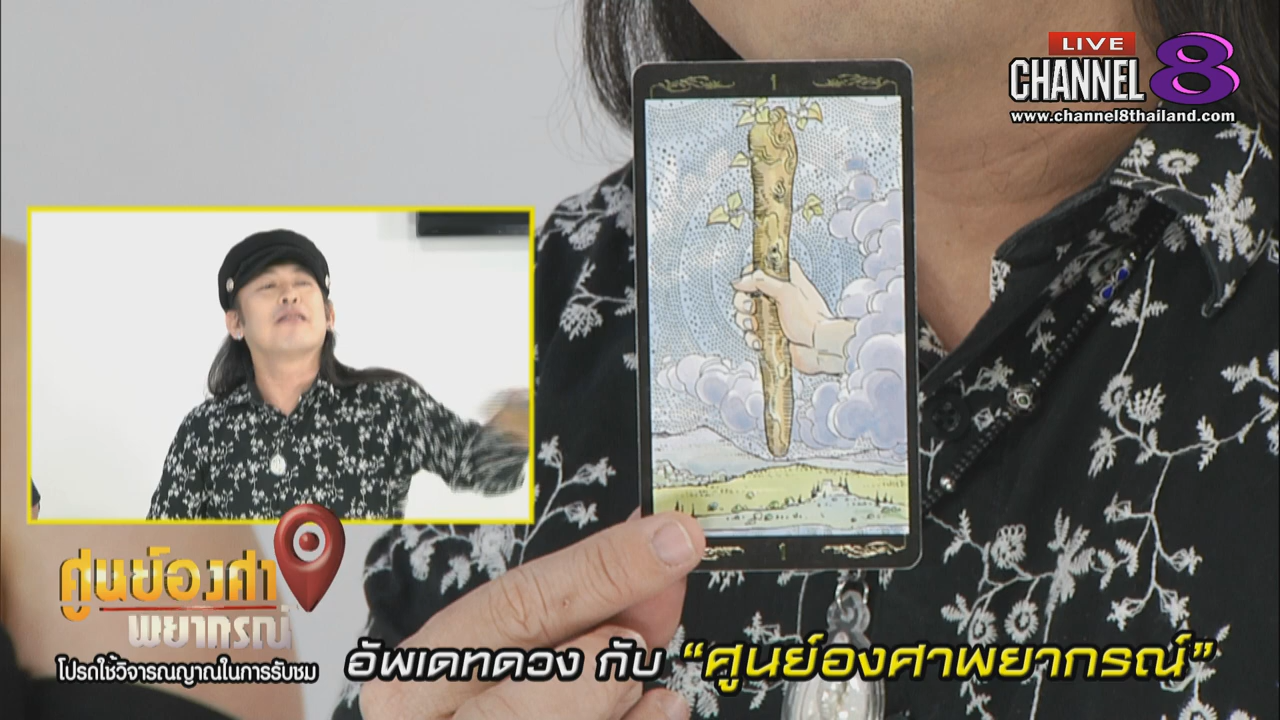 LIVE
CHANNEL 8
www.channel8thailand.com
1
1
ศูนย์องศา
พยากรณ์
โปรดใช้วิจารณญาณในการรับชม
อัพเดทดวง กับ “ศูนย์องศาพยากรณ์”